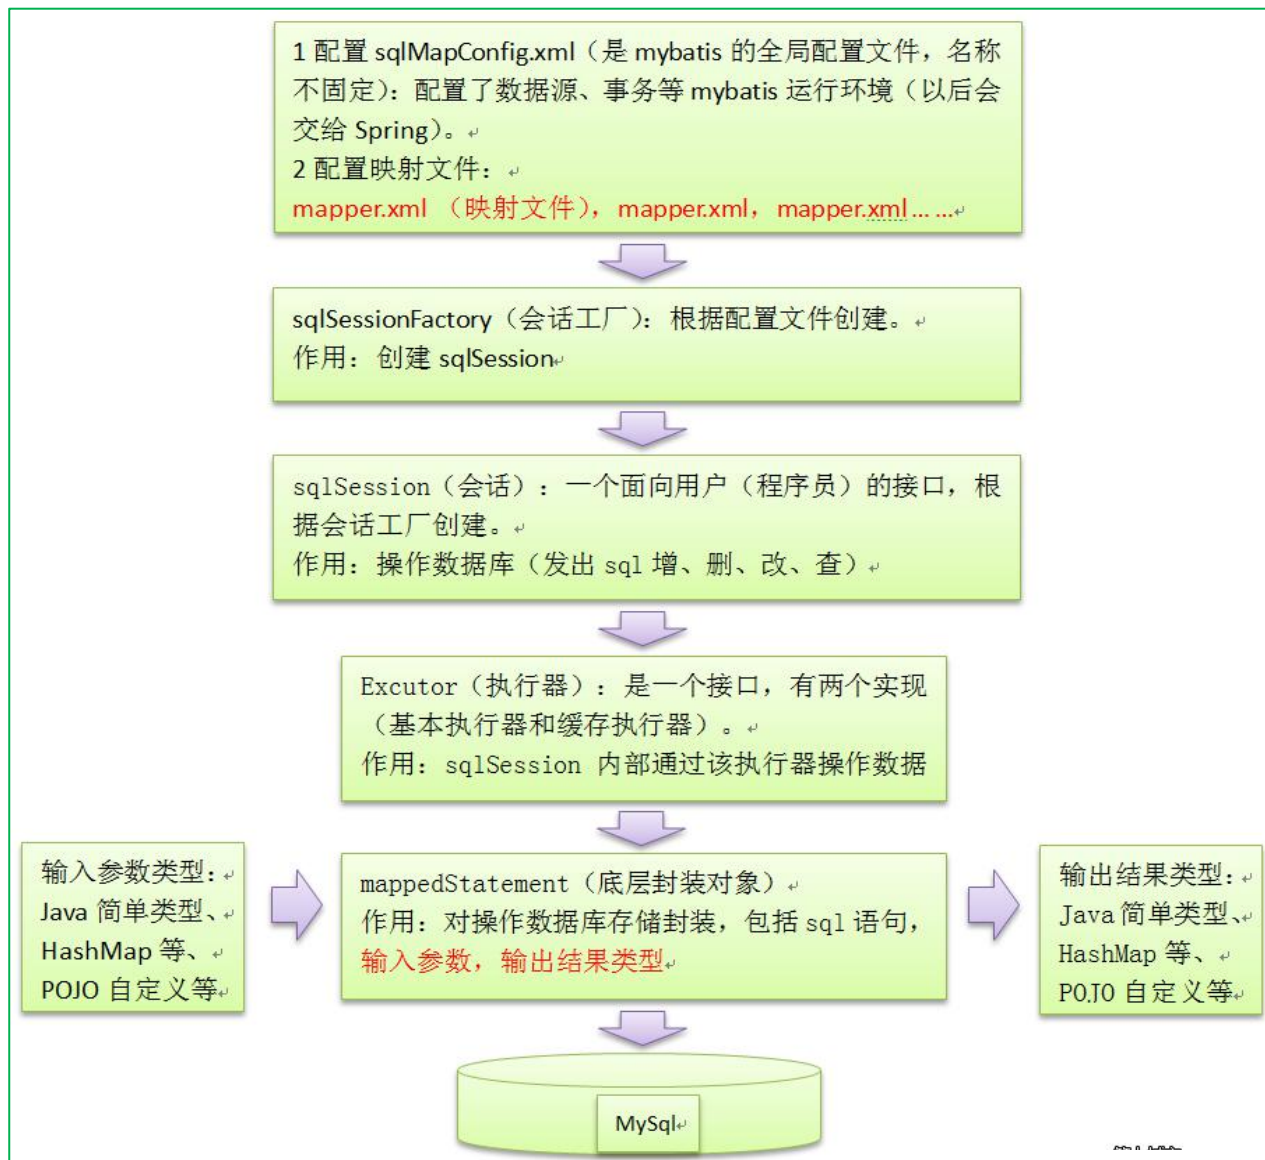 1 配置 sqlMapConfig.xml（是 mybatis 的全局配置文件，名称
不固定）：配置了数据源、事务等 mybatis 运行环境（以后会
交给 Spring）。
2 配置映射文件：
mapper.xml （映射文件），mapper.xml，mapper.xml… …
sqlSessionFactory（会话工厂）：根据配置文件创建。
作用：创建 sqlSession
sqlSession（会话）：一个面向用户（程序员）的接口，根
据会话工厂创建。
作用：操作数据库（发出 sql 增、删、改、查）
Excutor（执行器）：是一个接口，有两个实现
（基本执行器和缓存执行器）。
作用：sqlSession 内部通过该执行器操作数据
输入参数类型：
Java 简单类型、
HashMap 等、
POJO 自定义等
mappedStatement（底层封装对象）
作用：对操作数据库存储封装，包括 sql 语句，
输入参数，输出结果类型
输出结果类型：
Java 简单类型、
HashMap 等、
POJO 自定义等
MySql